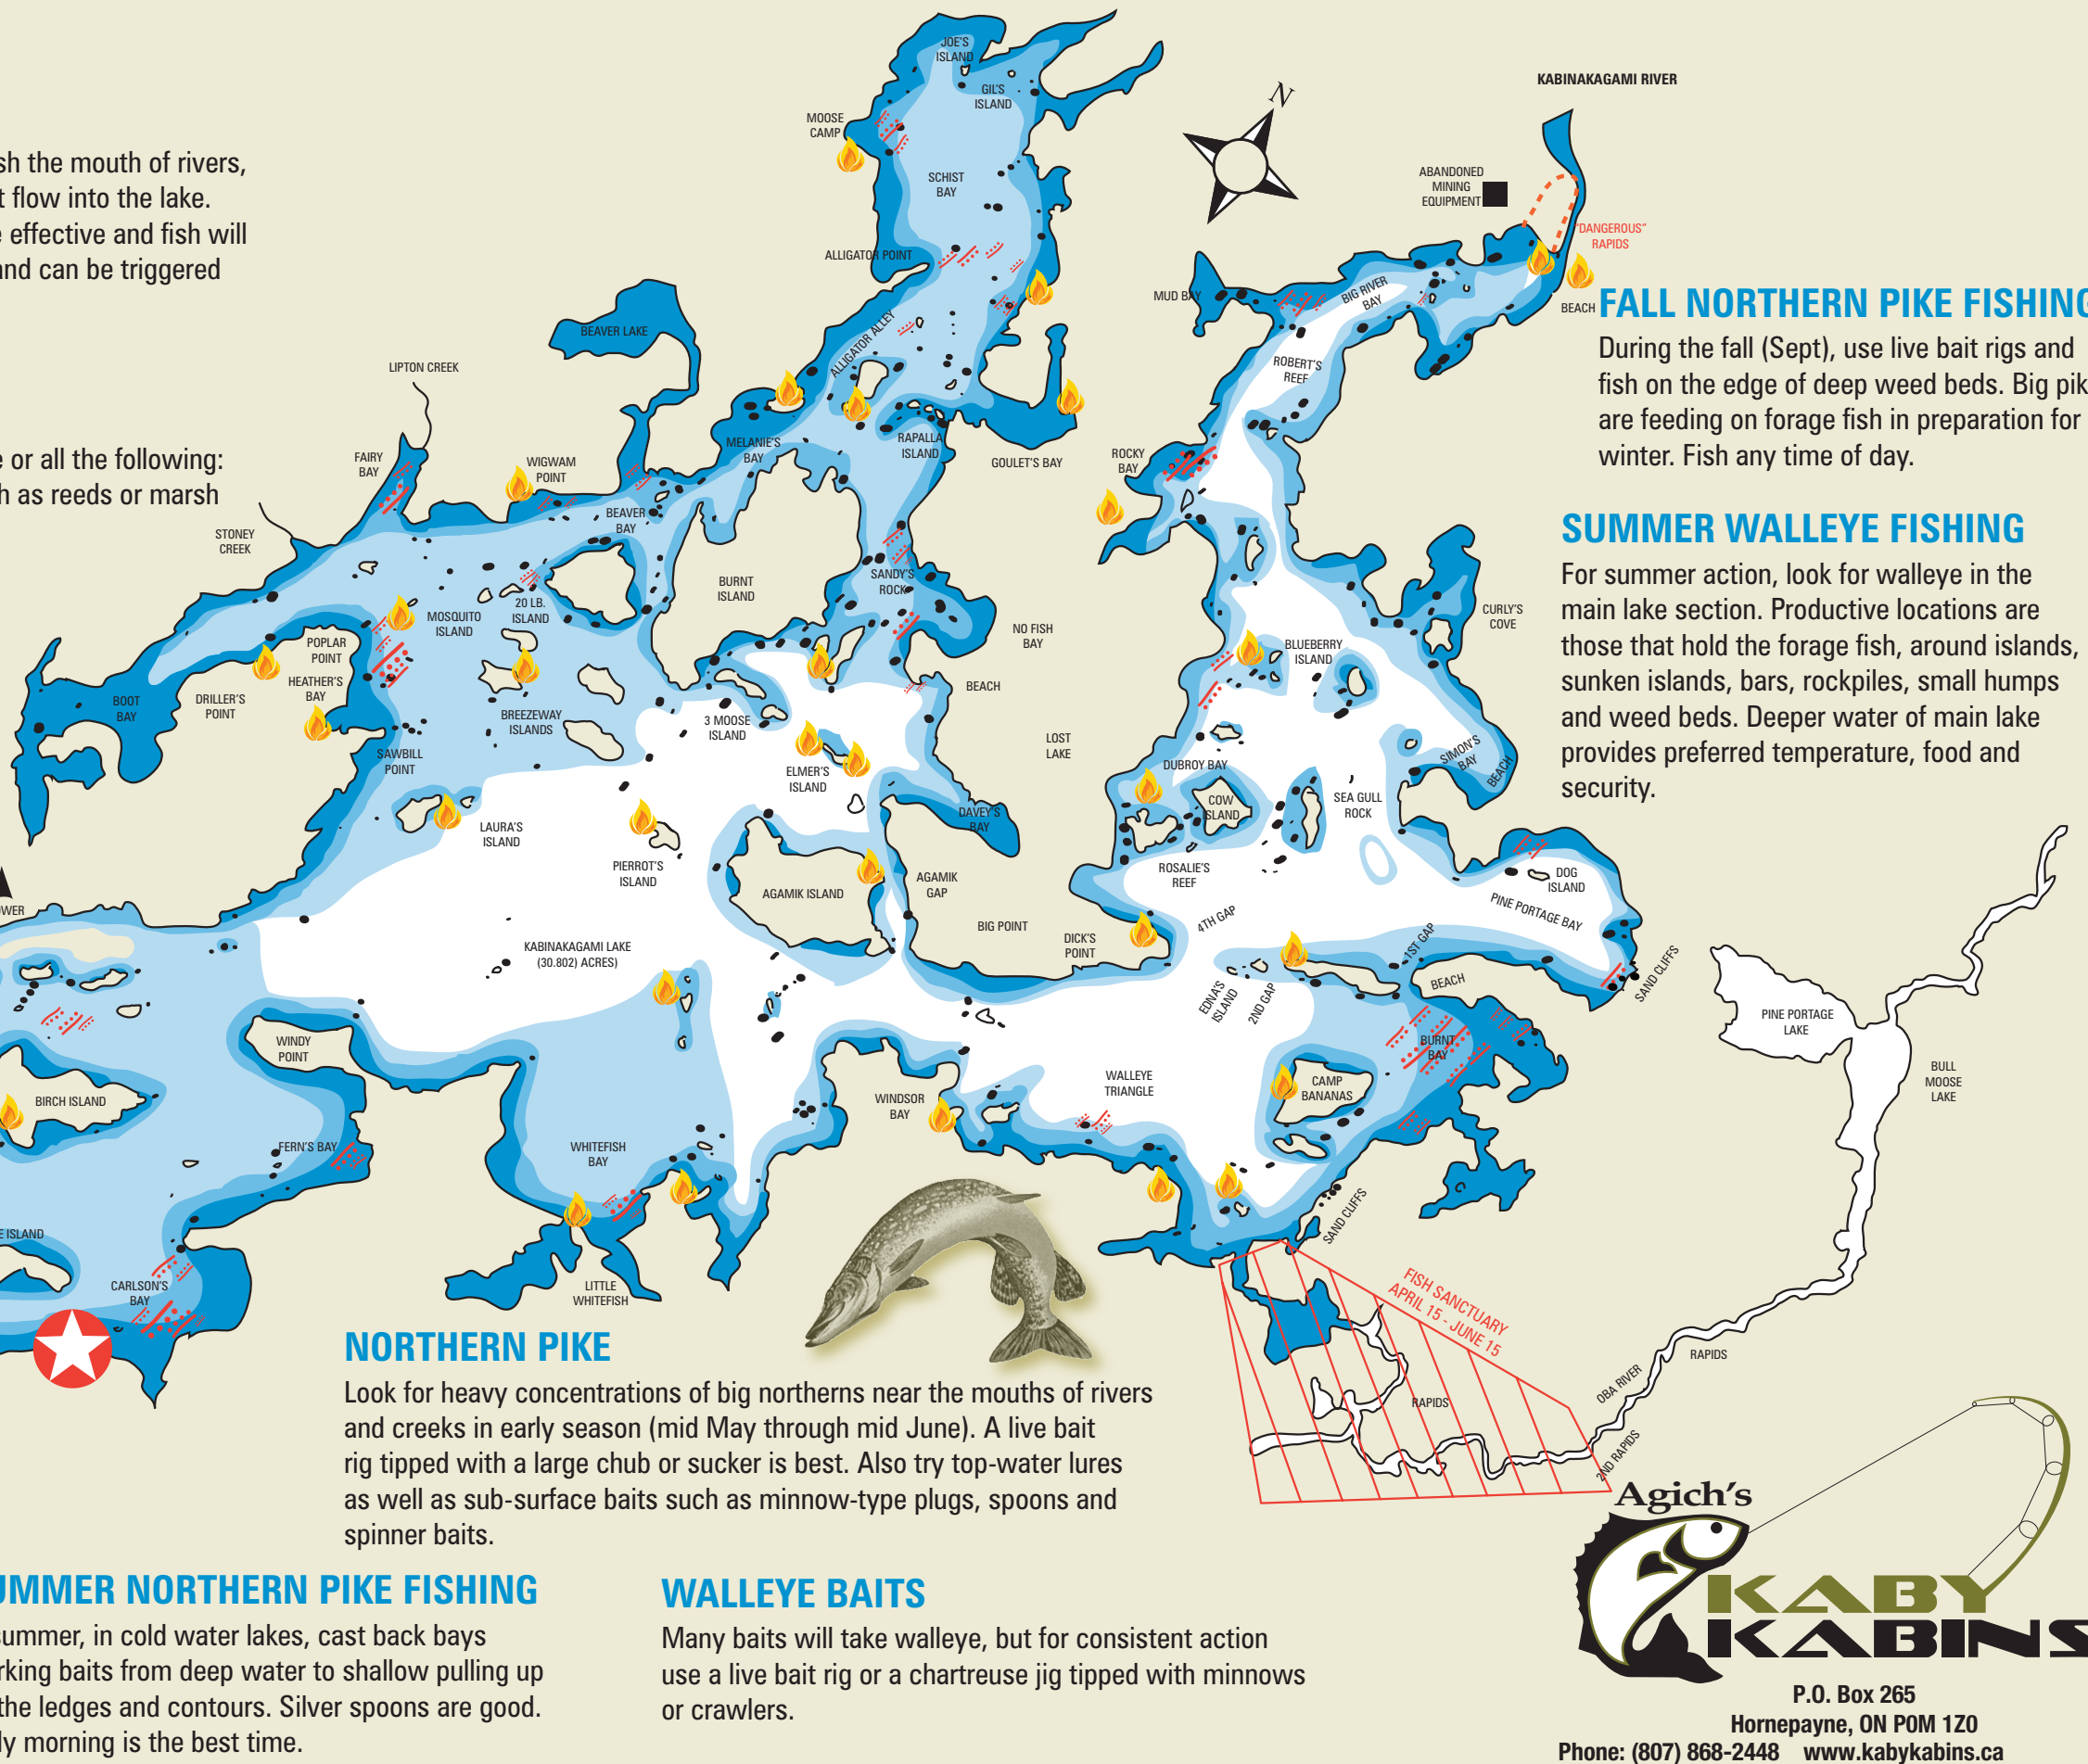 sh the mouth of rivers,
t flow into the lake.
effective and fish will
and can be triggered
or all the following:
h as reeds or marsh
JOE'S
ISLAND
GIL'S
ISLAND
MOOSE
CAMP
SCHIST
BAY
ALLIGATOR POINT
ALLIGATOR ALLEY
N
KABINAKAGAMI RIVER
ABANDONED
MINING
EQUIPMENT
"DANGEROUS"
RAPIDS
BEACH
MUD BAY
BIG RIVER
BAY
ROBERT'S
REEF
ROCKY
BAY
BEAVER LAKE
LIPTON CREEK
FAIRY
BAY
WIGWAM
POINT
STONEY
CREEK
BEAVER
BAY
MELANIE'S
BAY
RAPALLA
ISLAND
GOULET'S BAY
BURNT
ISLAND
SANDY'S
ROCK
NO FISH
BAY
BEACH
20 LB.
ISLAND
MOSQUITO
ISLAND
POPLAR
POINT
HEATHER'S
BAY
DRILLER'S
POINT
BOOT
BAY
SAWBILL
POINT
BREEZEWAY
ISLANDS
3 MOOSE
ISLAND
ELMER'S
ISLAND
LOST
LAKE
DAVEY'S
BAY
LAURA'S
ISLAND
PIERROT'S
ISLAND
AGAMIK ISLAND
AGAMIK
GAP
BIG POINT
DICK'S
POINT
CURLY'S
COVE
BLUEBERRY
ISLAND
DUBROY BAY
COW
ISLAND
SEA GULL
ROCK
SIMON'S
BAY
BEACH
ROSALIE'S
REEF
4TH GAP
DOG
ISLAND
PINE PORTAGE BAY
1ST GAP
BEACH
SAND CLIFFS
EDNA'S
ISLAND
2ND GAP
BURNT
BAY
CAMP
BANANAS
WALLEYE
TRIANGLE
WINDSOR
BAY
KABINAKAGAMI LAKE
(30.802) ACRES)
OWER
WINDY
POINT
BIRCH ISLAND
FERN'S BAY
WHITEFISH
BAY
LITTLE
WHITEFISH
E ISLAND
CARLSON'S
BAY
SAND CLIFFS
FISH SANCTUARY
APRIL 15 - JUNE 15
RAPIDS
OBA RIVER
2ND RAPIDS
RAPIDS
PINE PORTAGE
LAKE
BULL
MOOSE
LAKE
FALL NORTHERN PIKE FISHING
During the fall (Sept), use live bait rigs and
fish on the edge of deep weed beds. Big pik
are feeding on forage fish in preparation for
winter. Fish any time of day.
SUMMER WALLEYE FISHING
For summer action, look for walleye in the
main lake section. Productive locations are
those that hold the forage fish, around islands,
sunken islands, bars, rockpiles, small humps
and weed beds. Deeper water of main lake
provides preferred temperature, food and
security.
NORTHERN PIKE
Look for heavy concentrations of big northerns near the mouths of rivers
and creeks in early season (mid May through mid June). A live bait
rig tipped with a large chub or sucker is best. Also try top-water lures
as well as sub-surface baits such as minnow-type plugs, spoons and
spinner baits.
UMMER NORTHERN PIKE FISHING
summer, in cold water lakes, cast back bays
rking baits from deep water to shallow pulling up
the ledges and contours. Silver spoons are good.
ly morning is the best time.
WALLEYE BAITS
Many baits will take walleye, but for consistent action
use a live bait rig or a chartreuse jig tipped with minnows
or crawlers.
Agich's
KABY
KABINS
P.O. Box 265
Hornepayne, ON P0M 1Z0
Phone: (807) 868-2448 www.kabykabins.ca